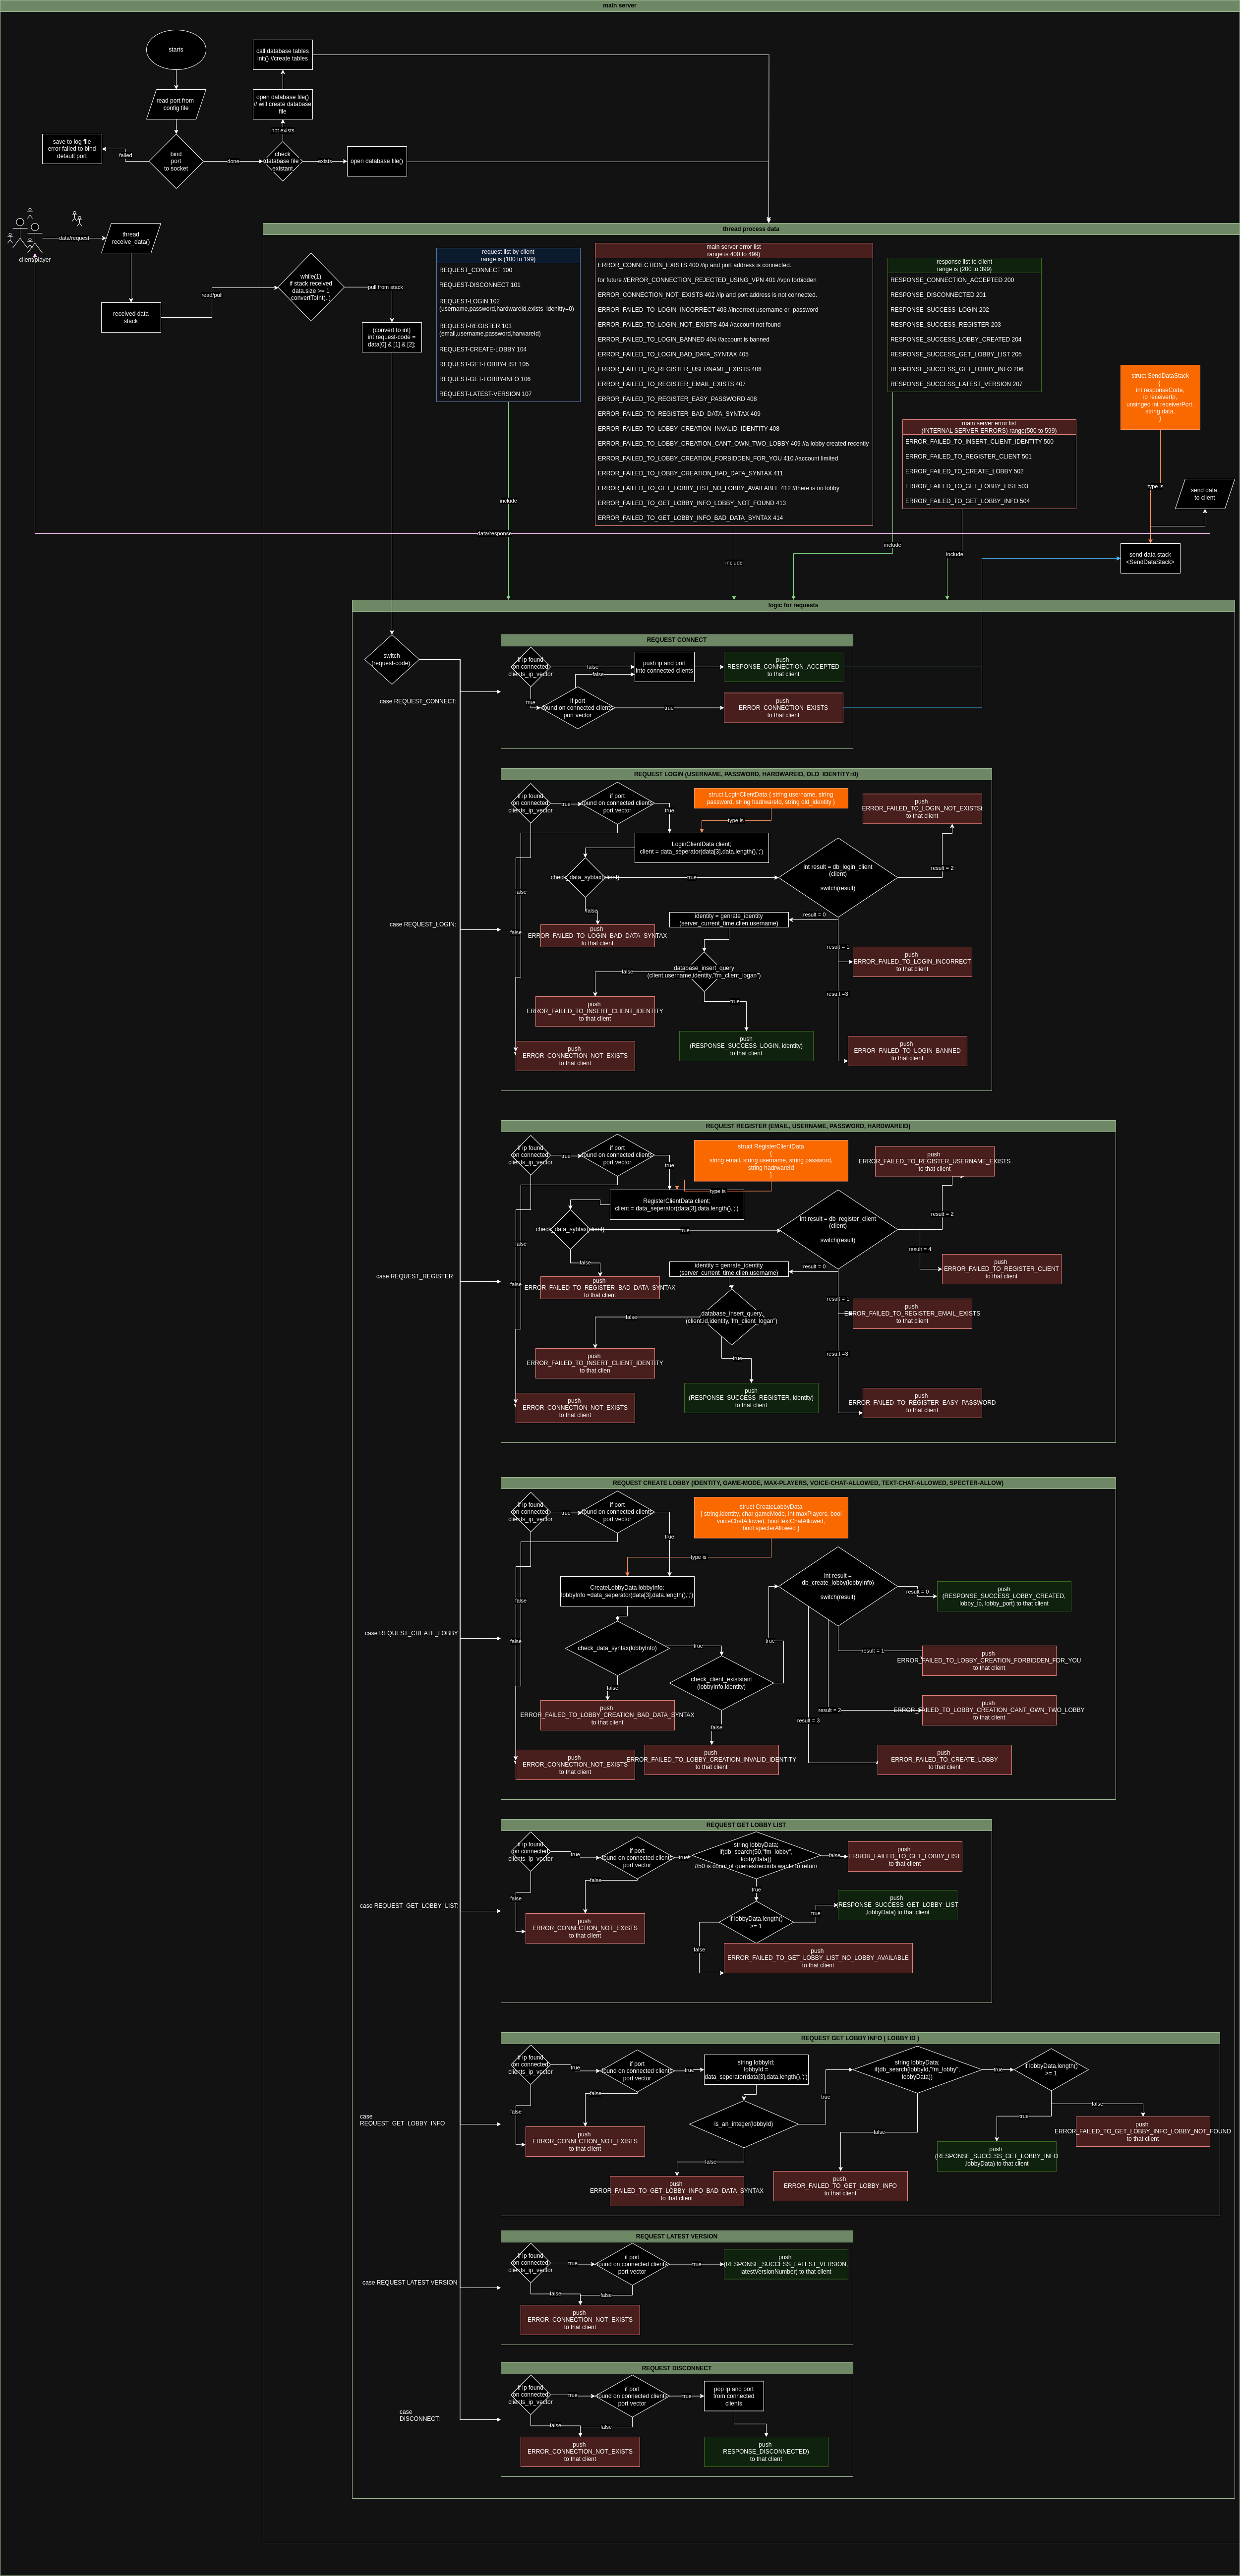 main server
starts
call database tables
init() //create tables
read port from
config file
open database file()
// will create database
file
not exists
save to log file
error failed to bind
default port
failed
bind
port
to socket
done
check
database file
existant
exists
open database file()
thread
receive_data()
data/request
client/player
received data
stack
read/pull
thread process data
while(1)
if stack received
data.size >= 1
convertToInt(..)
pull from stack
(convert to int)
int request-code =
data[0] & [1] & [2];
request list by client
range is (100 to 199)
REQUEST_CONNECT 100
REQUEST-DISCONNECT 101
REQUEST-LOGIN 102
(username,password,hardwareId,exists_idenitty=0)
REQUEST-REGISTER 103
(email,username,password,harwareId)
REQUEST-CREATE-LOBBY 104
REQUEST-GET-LOBBY-LIST 105
REQUEST-GET-LOBBY-INFO 106
REQUEST-LATEST-VERSION 107
include
main server error list
range is 400 to 499)
ERROR_CONNECTION_EXISTS 400 //ip and port address is connected.
for future //ERROR_CONNECTION_REJECTED_USING_VPN 401 //vpn forbidden
ERROR_CONNECTION_NOT_EXISTS 402 //ip and port address is not connected.
ERROR_FAILED_TO_LOGIN_INCORRECT 403 //incorrect username or password
ERROR_FAILED_TO_LOGIN_NOT_EXISTS 404 //account not found
ERROR_FAILED_TO_LOGIN_BANNED 404 //account is banned
ERROR_FAILED_TO_LOGIN_BAD_DATA_SYNTAX 405
ERROR_FAILED_TO_REGISTER_USERNAME_EXISTS 406
ERROR_FAILED_TO_REGISTER_EMAIL_EXISTS 407
ERROR_FAILED_TO_REGISTER_EASY_PASSWORD 408
ERROR_FAILED_TO_REGISTER_BAD_DATA_SYNTAX 409
ERROR_FAILED_TO_LOBBY_CREATION_INVALID_IDENTITY 408
ERROR_FAILED_TO_LOBBY_CREATION_CANT_OWN_TWO_LOBBY 409 //a lobby created recently
ERROR_FAILED_TO_LOBBY_CREATION_FORBIDDEN_FOR_YOU 410 //account limited
ERROR_FAILED_TO_LOBBY_CREATION_BAD_DATA_SYNTAX 411
ERROR_FAILED_TO_GET_LOBBY_LIST_NO_LOBBY_AVAILABLE 412 //there is no lobby
ERROR_FAILED_TO_GET_LOBBY_INFO_LOBBY_NOT_FOUND 413
ERROR_FAILED_TO_GET_LOBBY_INFO_BAD_DATA_SYNTAX 414
include
response list to client
range is (200 to 399)
RESPONSE_CONNECTION_ACCEPTED 200
RESPONSE_DISCONNECTED 201
RESPONSE_SUCCESS_LOGIN 202
RESPONSE_SUCCESS_REGISTER 203
RESPONSE_SUCCESS_LOBBY_CREATED 204
RESPONSE_SUCCESS_GET_LOBBY_LIST 205
RESPONSE_SUCCESS_GET_LOBBY_INFO 206
RESPONSE_SUCCESS_LATEST_VERSION 207
include
main server error list
(INTERNAL SERVER ERRORS) range(500 to 599)
ERROR_FAILED_TO_INSERT_CLIENT_IDENTITY 500
ERROR_FAILED_TO_REGISTER_CLIENT 501
ERROR_FAILED_TO_CREATE_LOBBY 502
ERROR_FAILED_TO_GET_LOBBY_LIST 503
ERROR_FAILED_TO_GET_LOBBY_INFO 504
include
struct SendDataStack
{
int responseCode,
ip receiverIp,
unsinged int receiverPort,
string data,
}
type is
send data
to client
send data stack
<SendDataStack>
data/response
logic for requests
switch
(request-code)
case REQUEST_CONNECT:
REQUEST CONNECT
if ip found
on connected
clients_ip_vector
false
true
if port
found on connected clients
port vector
false
true
push ip and port
into connected clients
push
RESPONSE_CONNECTION_ACCEPTED
to that client
push
ERROR_CONNECTION_EXISTS
to that client
case REQUEST_LOGIN:
REQUEST LOGIN (USERNAME, PASSWORD, HARDWAREID, OLD_IDENTITY=0)
if ip found
on connected
clients_ip_vector
true
if port
found on connected clients
port vector
true
struct LoginClientData { string username, string
password, string hadrwareId, string old_identity }
type is
push
ERROR_FAILED_TO_LOGIN_NOT_EXISTS
to that client
LoginClientData client;
client = data_seperator(data[3],data.length(),';')
check_data_sybtax(client)
true
false
int result = db_login_client
(client)
switch(result)
result = 2
false
false
push
ERROR_FAILED_TO_LOGIN_BAD_DATA_SYNTAX
to that client
identity = genrate_identity
(server_current_time,clien.username)
result = 0
result = 1
push
ERROR_FAILED_TO_LOGIN_INCORRECT
to that client
database_insert_query
(client.username,identity,"fm_client_logan")
false
true
result =3
push
ERROR_FAILED_TO_INSERT_CLIENT_IDENTITY
to that client
push
(RESPONSE_SUCCESS_LOGIN, identity)
to that client
push
ERROR_CONNECTION_NOT_EXISTS
to that client
push
ERROR_FAILED_TO_LOGIN_BANNED
to that client
case REQUEST_REGISTER:
REQUEST REGISTER (EMAIL, USERNAME, PASSWORD, HARDWAREID)
if ip found
on connected
clients_ip_vector
true
if port
found on connected clients
port vector
true
struct RegisterClientData
{
string email, string username, string password,
string hadrwareId
}
type is
push
ERROR_FAILED_TO_REGISTER_USERNAME_EXISTS
to that client
RegisterClientData client;
client = data_seperator(data[3],data.length(),';')
check_data_sybtax(client)
true
false
int result = db_register_client
(client)
switch(result)
result = 2
result = 4
push
ERROR_FAILED_TO_REGISTER_CLIENT
to that client
false
false
push
ERROR_FAILED_TO_REGISTER_BAD_DATA_SYNTAX
to that client
identity = genrate_identity
(server_current_time,clien.username)
result = 0
result = 1
push
ERROR_FAILED_TO_REGISTER_EMAIL_EXISTS
to that client
database_insert_query
(client.id,identity,"fm_client_logan")
false
true
result =3
push
ERROR_FAILED_TO_INSERT_CLIENT_IDENTITY
to that clien
push
(RESPONSE_SUCCESS_REGISTER, identity)
to that client
push
ERROR_CONNECTION_NOT_EXISTS
to that client
push
ERROR_FAILED_TO_REGISTER_EASY_PASSWORD
to that client
case REQUEST_CREATE_LOBBY
REQUEST CREATE LOBBY (IDENTITY, GAME-MODE, MAX-PLAYERS, VOICE-CHAT-ALLOWED, TEXT-CHAT-ALLOWED, SPECTER-ALLOW)
if ip found
on connected
clients_ip_vector
true
if port
found on connected clients
port vector
true
struct CreateLobbyData
{ string,identity, char gameMode, int maxPlayers, bool
voiceChatAllowed, bool textChatAllowed,
bool specterAllowed }
type is
CreateLobbyData lobbyInfo;
lobbyInfo =data_seperator(data[3],data.length(),';')
int result =
db_create_lobby(lobbyInfo)
switch(result)
result = 0
push
(RESPONSE_SUCCESS_LOBBY_CREATED,
lobby_ip, lobby_port) to that client
false
false
check_data_syntax(lobbyInfo)
true
false
true
check_client_existstant
(lobbyInfo.identity)
false
result = 1
push
ERROR_FAILED_TO_LOBBY_CREATION_FORBIDDEN_FOR_YOU
to that client
result = 2
push
ERROR_FAILED_TO_LOBBY_CREATION_CANT_OWN_TWO_LOBBY
to that client
result = 3
push
ERROR_FAILED_TO_LOBBY_CREATION_BAD_DATA_SYNTAX
to that client
push
ERROR_CONNECTION_NOT_EXISTS
to that client
push
ERROR_FAILED_TO_LOBBY_CREATION_INVALID_IDENTITY
to that client
push
ERROR_FAILED_TO_CREATE_LOBBY
to that client
case REQUEST_GET_LOBBY_LIST:
REQUEST GET LOBBY LIST
if ip found
on connected
clients_ip_vector
true
false
if port
found on connected clients
port vector
true
false
string lobbyData;
if(db_search(50,"fm_lobby",
lobbyData))
//50 is count of queries/records wants to return
false
true
push
ERROR_FAILED_TO_GET_LOBBY_LIST
to that client
push
ERROR_CONNECTION_NOT_EXISTS
to that client
if lobbyData.length()
>= 1
true
false
push
(RESPONSE_SUCCESS_GET_LOBBY_LIST
,lobbyData) to that client
push
ERROR_FAILED_TO_GET_LOBBY_LIST_NO_LOBBY_AVAILABLE
to that client
case
REQUEST_GET_LOBBY_INFO
REQUEST GET LOBBY INFO ( LOBBY ID )
if ip found
on connected
clients_ip_vector
true
false
if port
found on connected clients
port vector
true
false
string lobbyId;
lobbyId =
data_seperator(data[3],data.length(),';')
is_an_integer(lobbyId)
true
false
string lobbyData;
if(db_search(lobbyId,"fm_lobby",
lobbyData))
true
false
if lobbyData.length()
>= 1
true
false
push
ERROR_CONNECTION_NOT_EXISTS
to that client
push
ERROR_FAILED_TO_GET_LOBBY_INFO_LOBBY_NOT_FOUND
to that client
push
(RESPONSE_SUCCESS_GET_LOBBY_INFO
,lobbyData) to that client
push
ERROR_FAILED_TO_GET_LOBBY_INFO_BAD_DATA_SYNTAX
to that client
push
ERROR_FAILED_TO_GET_LOBBY_INFO
to that client
case REQUEST LATEST VERSION
REQUEST LATEST VERSION
if ip found
on connected
clients_ip_vector
true
false
if port
found on connected clients
port vector
true
false
push
(RESPONSE_SUCCESS_LATEST_VERSION,
latestVersionNumber) to that client
push
ERROR_CONNECTION_NOT_EXISTS
to that client
case
DISCONNECT:
REQUEST DISCONNECT
if ip found
on connected
clients_ip_vector
true
false
if port
found on connected clients
port vector
true
false
pop ip and port
from connected
clients
push
ERROR_CONNECTION_NOT_EXISTS
to that client
push
RESPONSE_DISCONNECTED)
to that client